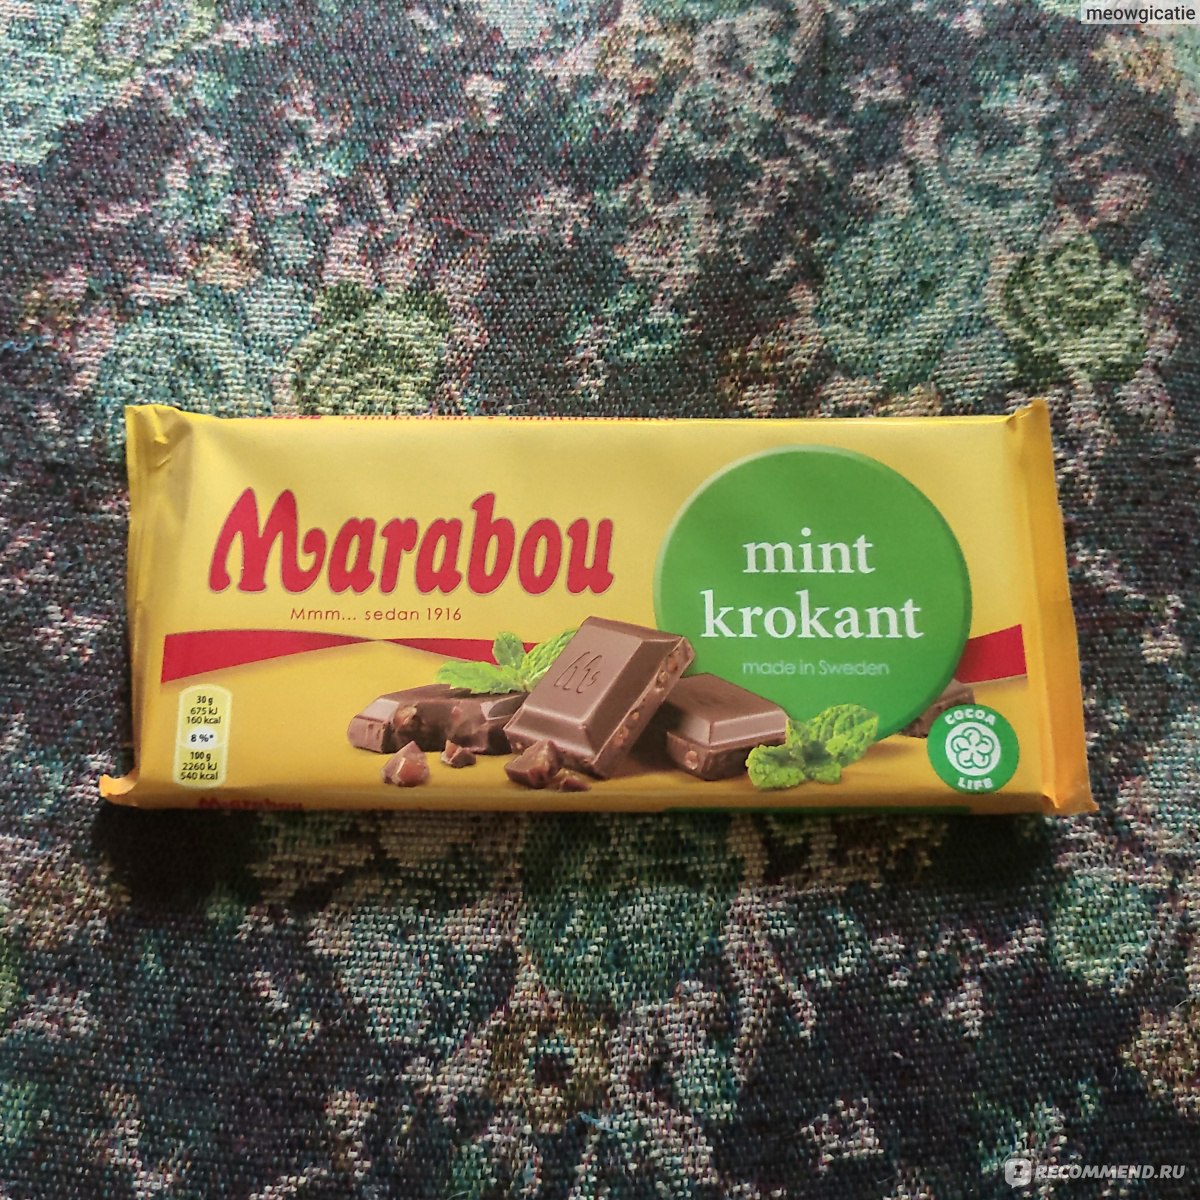 meowgicatie
Marabou
Mmm... sedan 1916
mint
krokant
made in Sweden
30 g
675 kJ
160 kcal
8 %*
100 g
2260 kJ
540 kcal
COCOA
LIFE
Marabou
RECOMMEND.RU